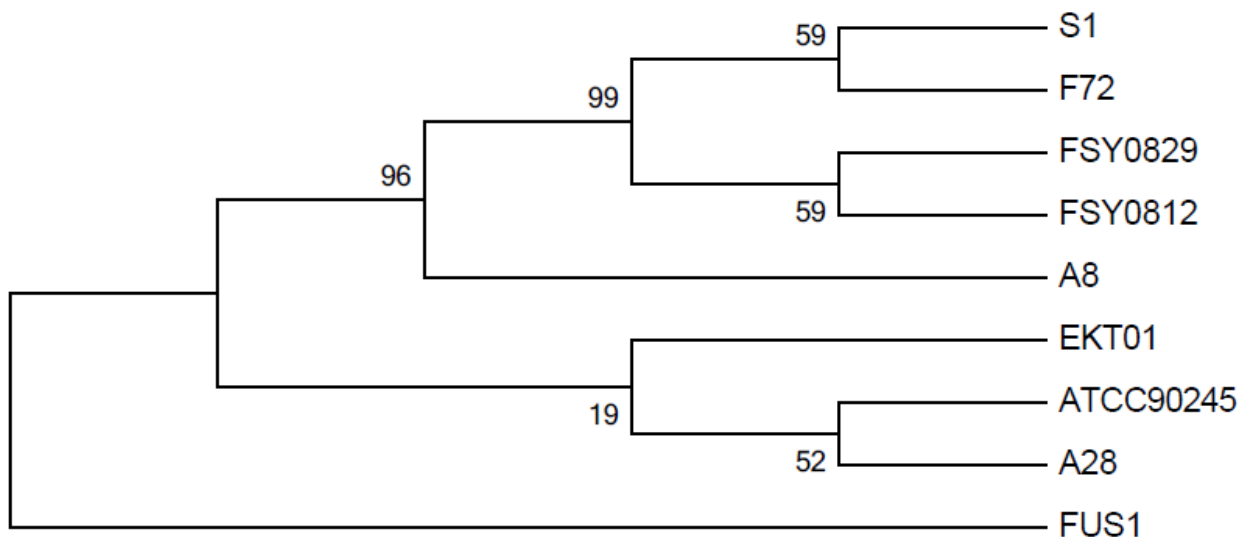 S1
59
F72
99
FSY0829
96
59
FSY0812
A8
EKT01
ATCC90245
19
52
A28
FUS1